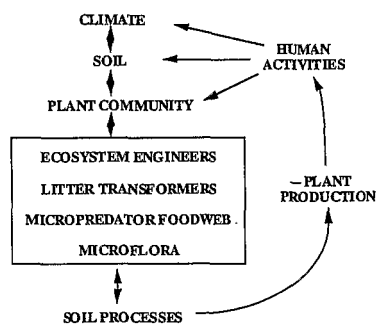 CLIMATE
SOIL
HUMAN
ACTIVITIES
PLANT COMMUNITY
ECOSYSTEM ENGINEERS
LITTER TRANSFORMERS
MICROPREDATOR FOODWEB .
MICROFLORA
–PLANT
PRODUCTION
SOIL PROCESSES